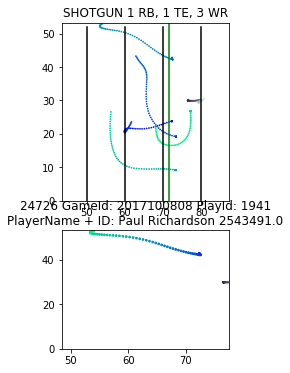 SHOTGUN 1 RB, 1 TE, 3 WR
50
40
30
20
10
0
50 60 70 80
24726 GameId: 2017100808 PlayId: 1941
PlayerName + ID: Paul Richardson 2543491.0
40
20
0
50 60 70